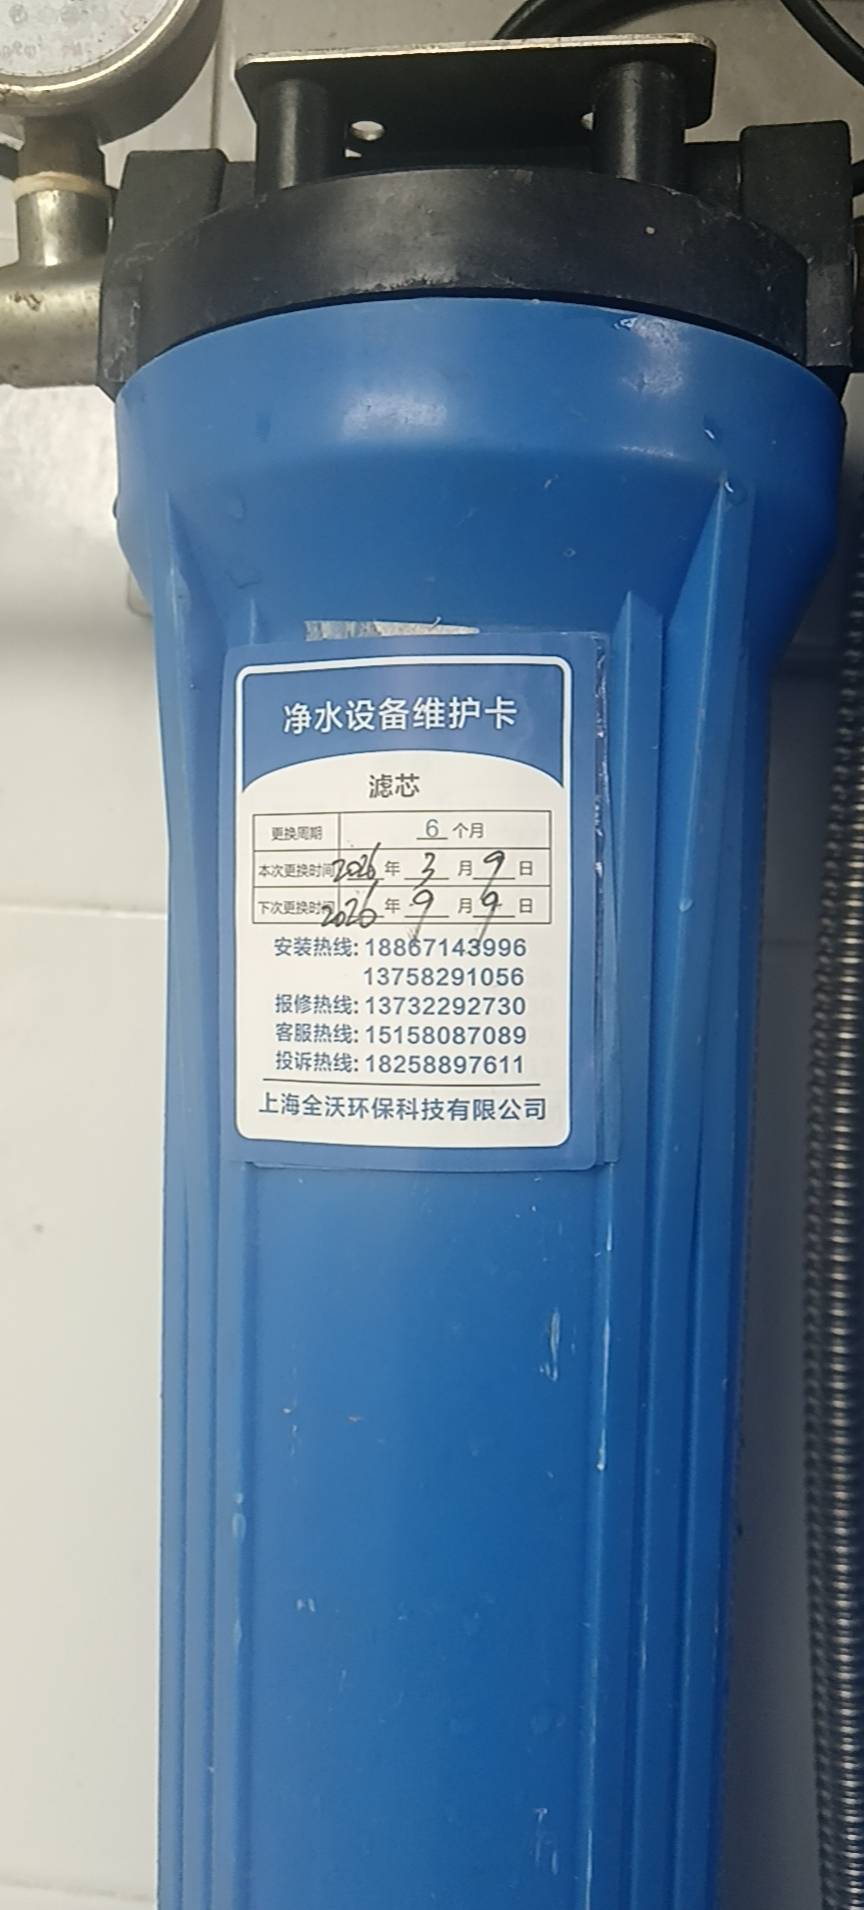 净水设备维护卡
滤芯
更换周期 6 个月
本次更换时间 2026 年 3 月 9 日
下次更换时间 2026 年 9 月 9 日
安装热线: 18867143996
13758291056
报修热线: 13732292730
客服热线: 15158087089
投诉热线: 18258897611
上海全沃环保科技有限公司